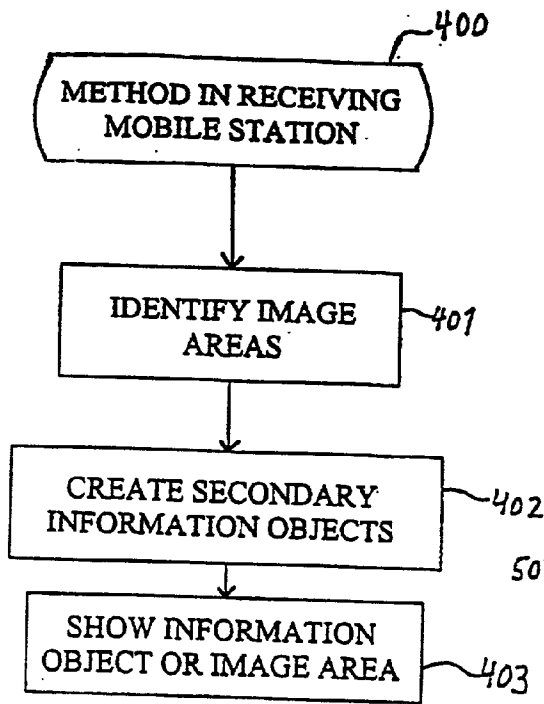 400
METHOD IN RECEIVING
MOBILE STATION
IDENTIFY IMAGE
AREAS
401
CREATE SECONDARY
INFORMATION OBJECTS
402
50
SHOW INFORMATION
OBJECT OR IMAGE AREA
403